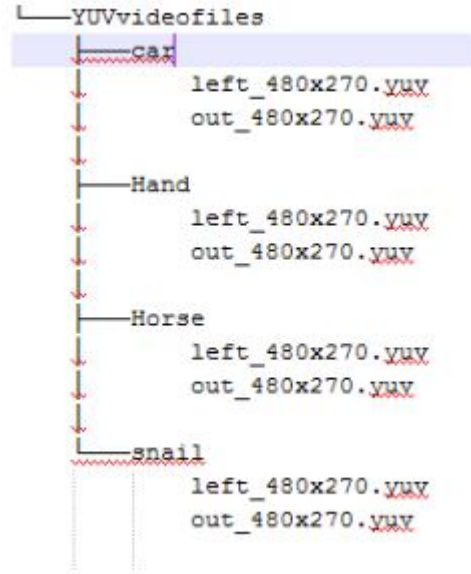 └───YUVvideofiles
    ├───car
    │       left_480x270.yuv
    │       out_480x270.yuv
    │
    ├───Hand
    │       left_480x270.yuv
    │       out_480x270.yuv
    │
    ├───Horse
    │       left_480x270.yuv
    │       out_480x270.yuv
    │
    └───snail
            left_480x270.yuv
            out_480x270.yuv